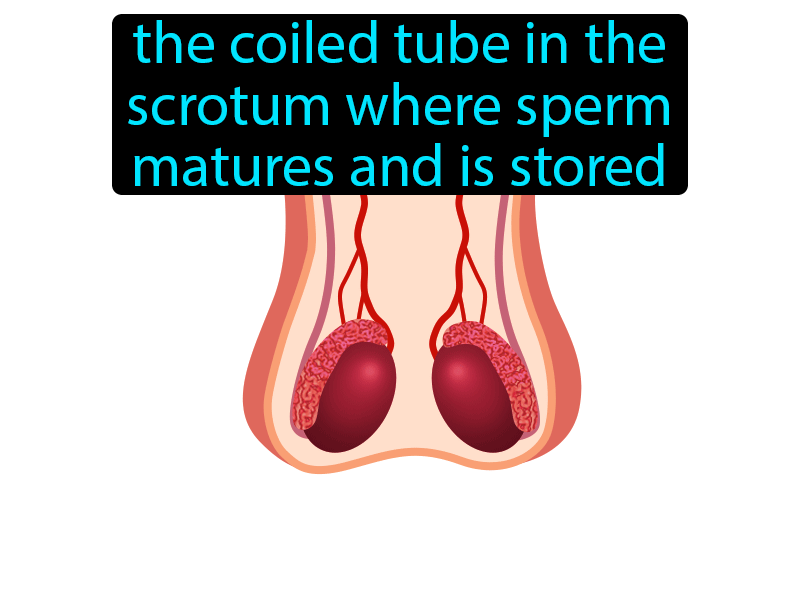 the coiled tube in the
scrotum where sperm
matures and is stored